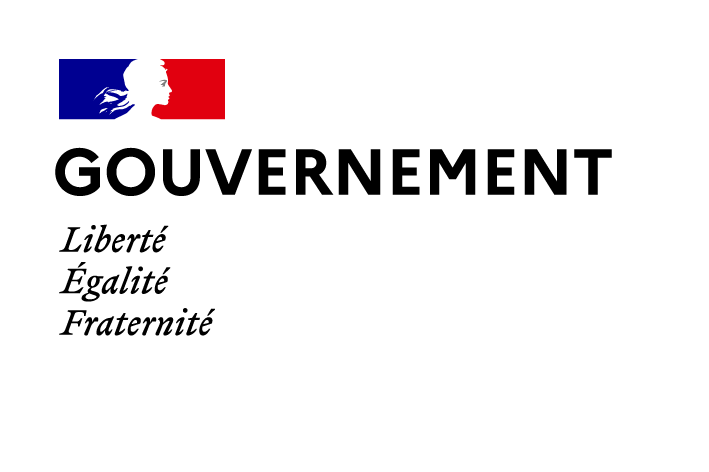 GOUVERNEMENT
Liberté
Égalité
Fraternité